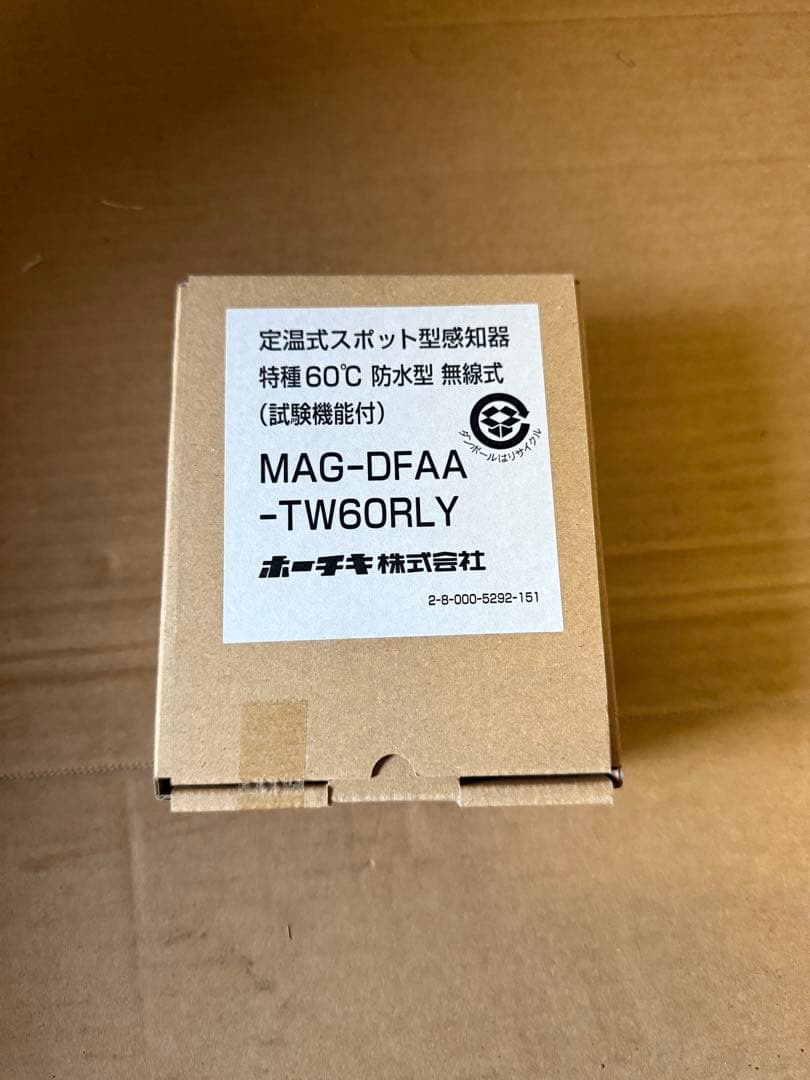 定温式スポット型感知器
特種60℃ 防水型 無線式
(試験機能付)
ダンボールはリサイクル
MAG-DFAA
-TW60RLY
ホーチキ株式会社
2-8-000-5292-151